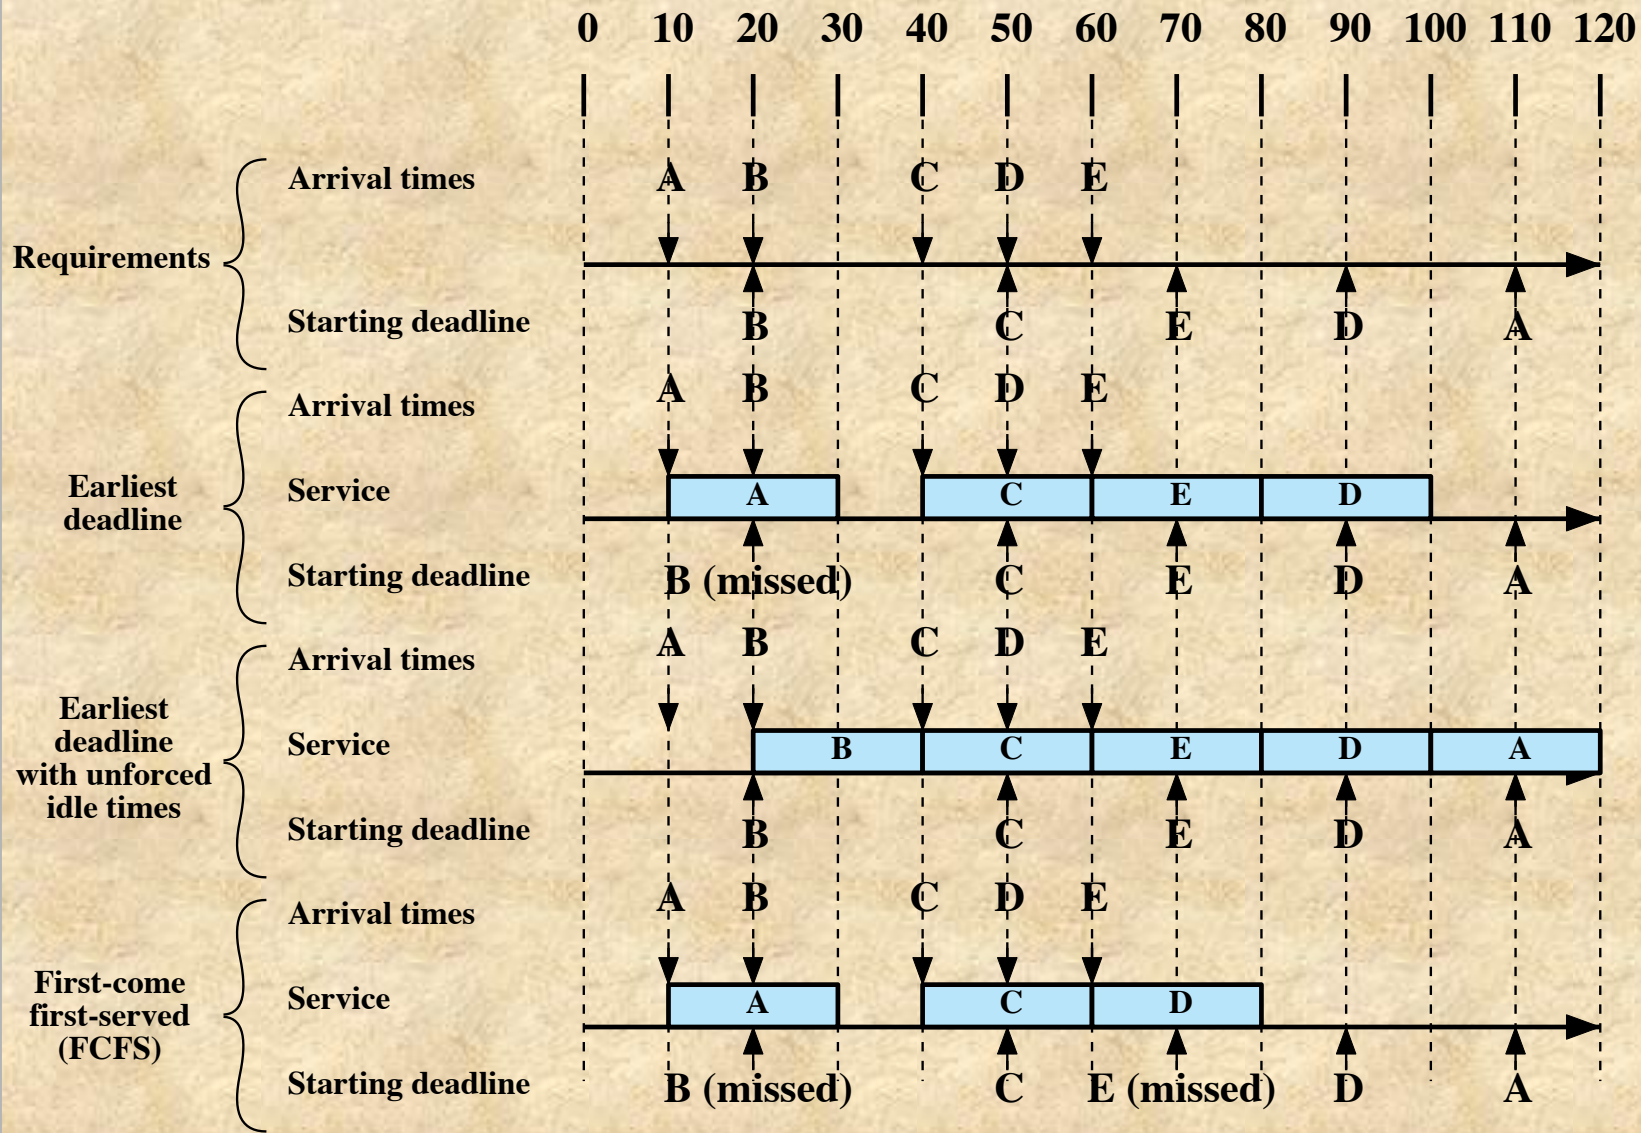 0 10 20 30 40 50 60 70 80 90 100 110 120
Arrival times A B C D E
Requirements
Starting deadline B C E D A
Arrival times A B C D E
Earliest
deadline
Service A C E D
Starting deadline B (missed) C E D A
Arrival times A B C D E
Earliest
deadline
with unforced
idle times
Service B C E D A
Starting deadline B C E D A
Arrival times A B C D E
First-come
first-served
(FCFS)
Service A C D
Starting deadline B (missed) C E (missed) D A